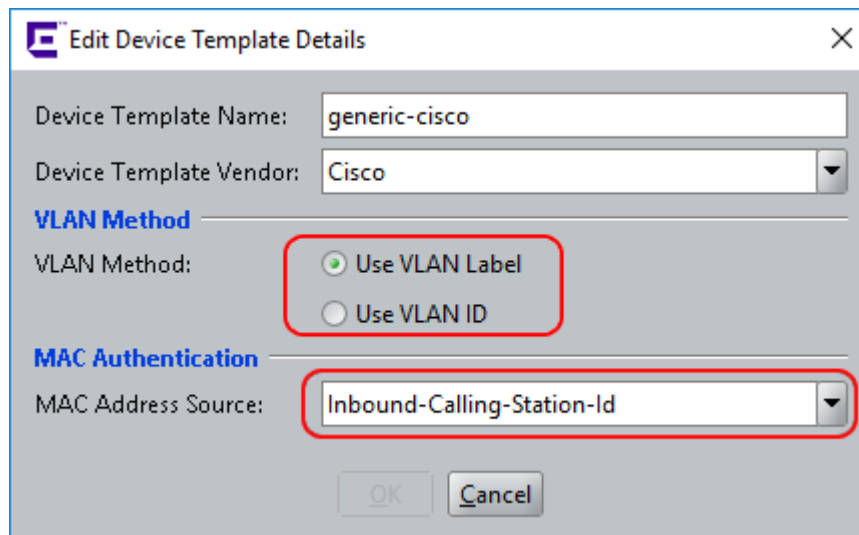 Edit Device Template Details
Device Template Name: generic-cisco
Device Template Vendor: Cisco
VLAN Method
VLAN Method: Use VLAN Label
Use VLAN ID
MAC Authentication
MAC Address Source: Inbound-Calling-Station-Id
OK Cancel